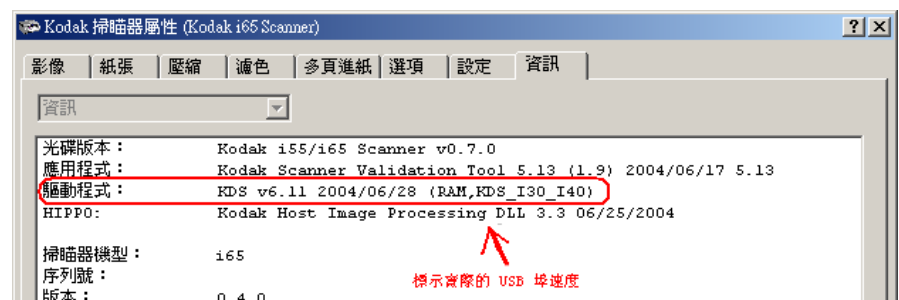 Kodak 掃瞄器屬性 (Kodak i65 Scanner)
影像 紙張 壓縮 濾色 多頁進紙 選項 設定 資訊
資訊
光碟版本： Kodak i55/i65 Scanner v0.7.0
應用程式： Kodak Scanner Validation Tool 5.13 (1.9) 2004/06/17 5.13
驅動程式： KDS v6.11 2004/06/28 (RAM,KDS_I30_I40)
HIPPO: Kodak Host Image Processing DLL 3.3 06/25/2004
掃瞄器機型： i65
序列號：
標示實際的 USB 埠速度
版本： 0.4.0